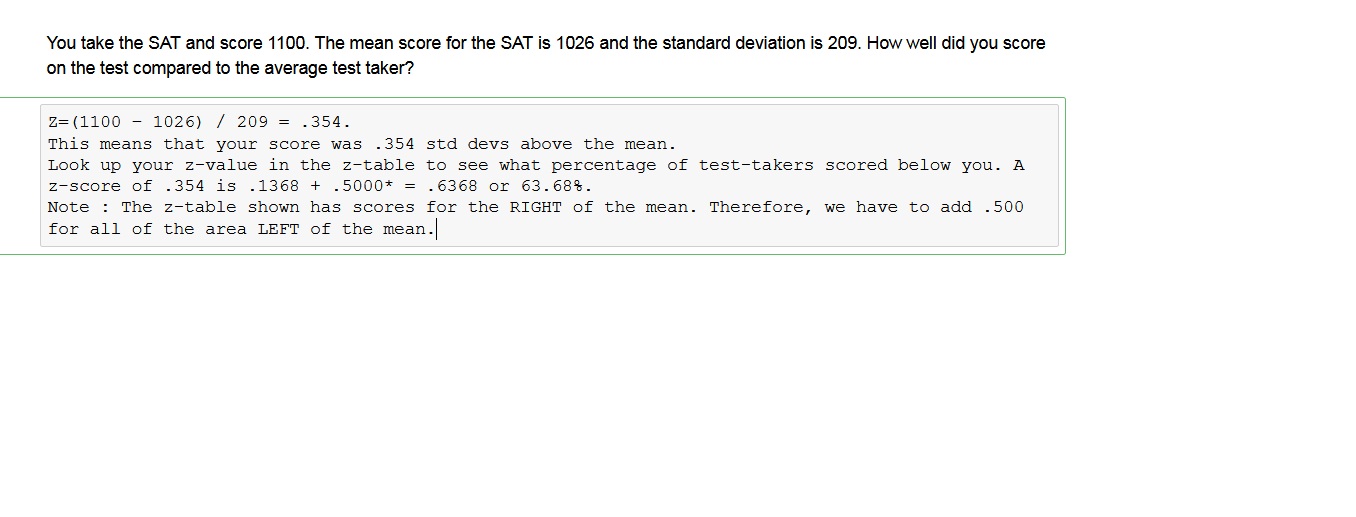 You take the SAT and score 1100. The mean score for the SAT is 1026 and the standard deviation is 209. How well did you score
on the test compared to the average test taker?
Z=(1100 - 1026) / 209 = .354.
This means that your score was .354 std devs above the mean.
Look up your z-value in the z-table to see what percentage of test-takers scored below you. A
z-score of .354 is .1368 + .5000* = .6368 or 63.68%.
Note : The z-table shown has scores for the RIGHT of the mean. Therefore, we have to add .500
for all of the area LEFT of the mean.